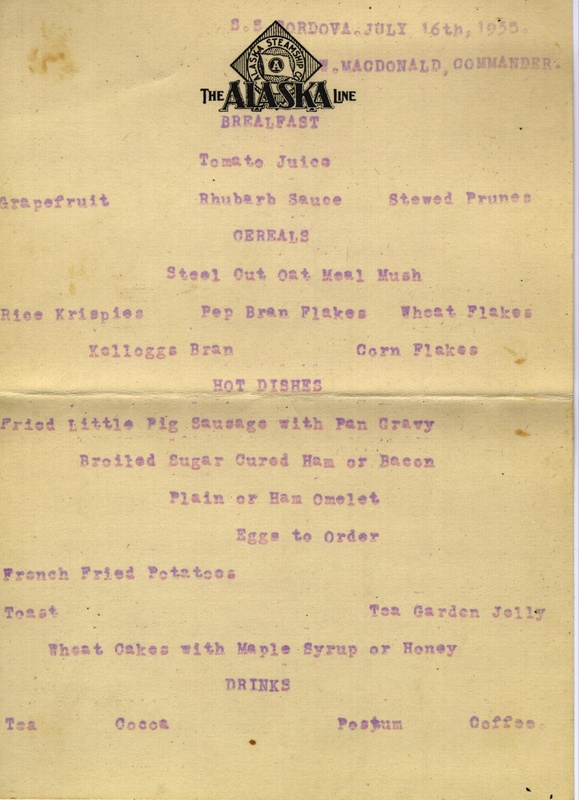 S.S. CORDOVA.JULY 16th, 1935.
W.MACDONALD, COMMANDER.
ALASKA STEAMSHIP CO
A
THE ALASKA LINE
BREALFAST
Tomato Juice
Grapefruit Rhubarb Sauce Stewed Prunes
CEREALS
Steel Cut Oat Meal Mush
Rice Krispies Pep Bran Flakes Wheat Flakes
Kelloggs Bran Corn Flakes
HOT DISHES
Fried Little Pig Sausage with Pan Gravy
Broiled Sugar Cured Ham or Bacon
Plain or Ham Omelet
Eggs to Order
French Fried Potatoes
Toast Tea Garden Jelly
Wheat Cakes with Maple Syrup or Honey
DRINKS
Tea Cocoa Postum Coffee